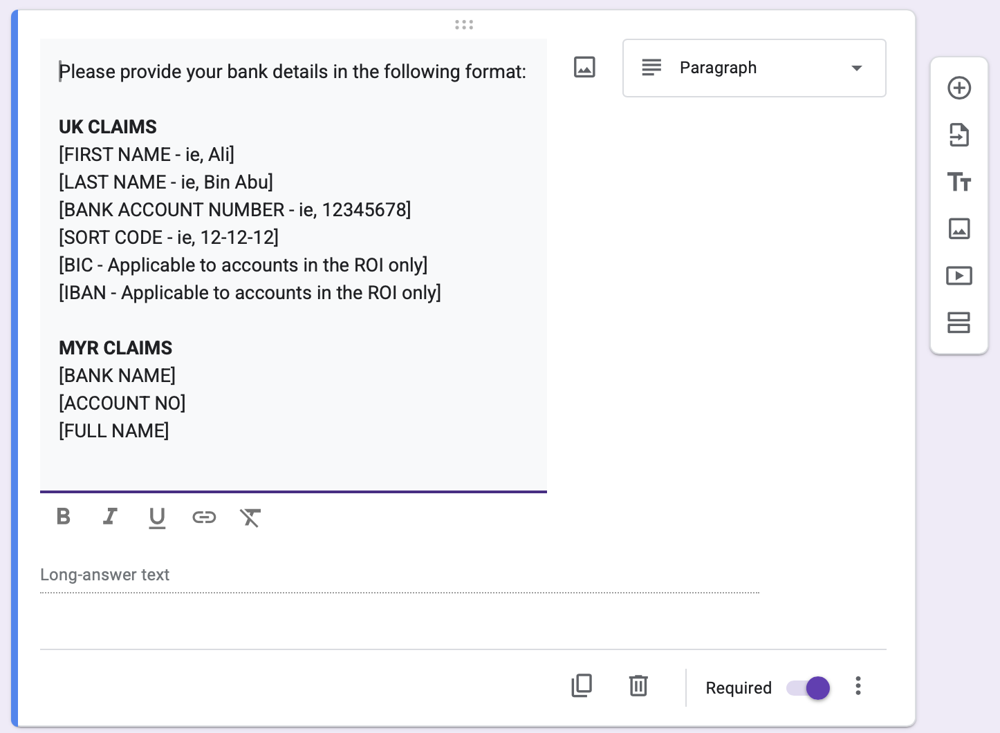 Please provide your bank details in the following format:
UK CLAIMS
[FIRST NAME - ie, Ali]
[LAST NAME - ie, Bin Abu]
[BANK ACCOUNT NUMBER - ie, 12345678]
[SORT CODE - ie, 12-12-12]
[BIC - Applicable to accounts in the ROI only]
[IBAN - Applicable to accounts in the ROI only]
MYR CLAIMS
[BANK NAME]
[ACCOUNT NO]
[FULL NAME]
Paragraph
B I U
Long-answer text
Required